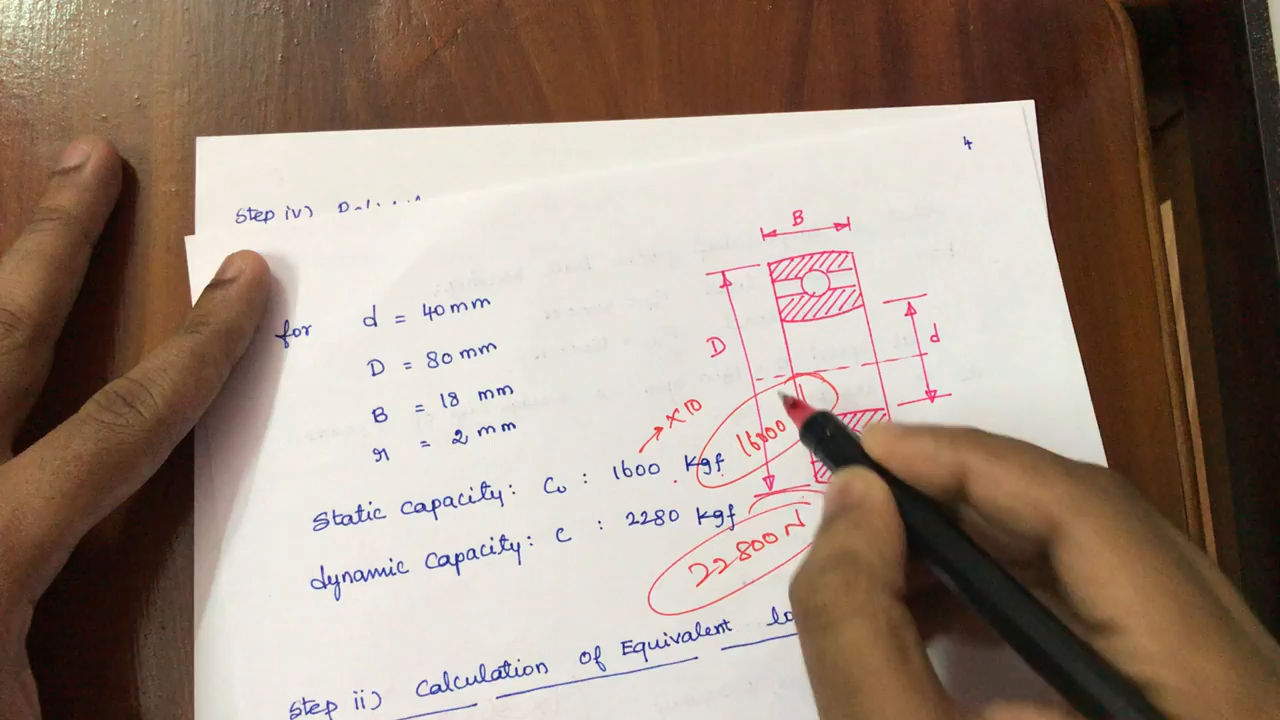 4
Step iv)
B
for d = 40 mm
D = 80 mm
B = 18 mm
r = 2 mm
D
d
→ X 10
Static capacity: C₀ : 1600 Kgf 16000
dynamic capacity: C : 2280 Kgf
22800 N
Step ii) Calculation of Equivalent lo